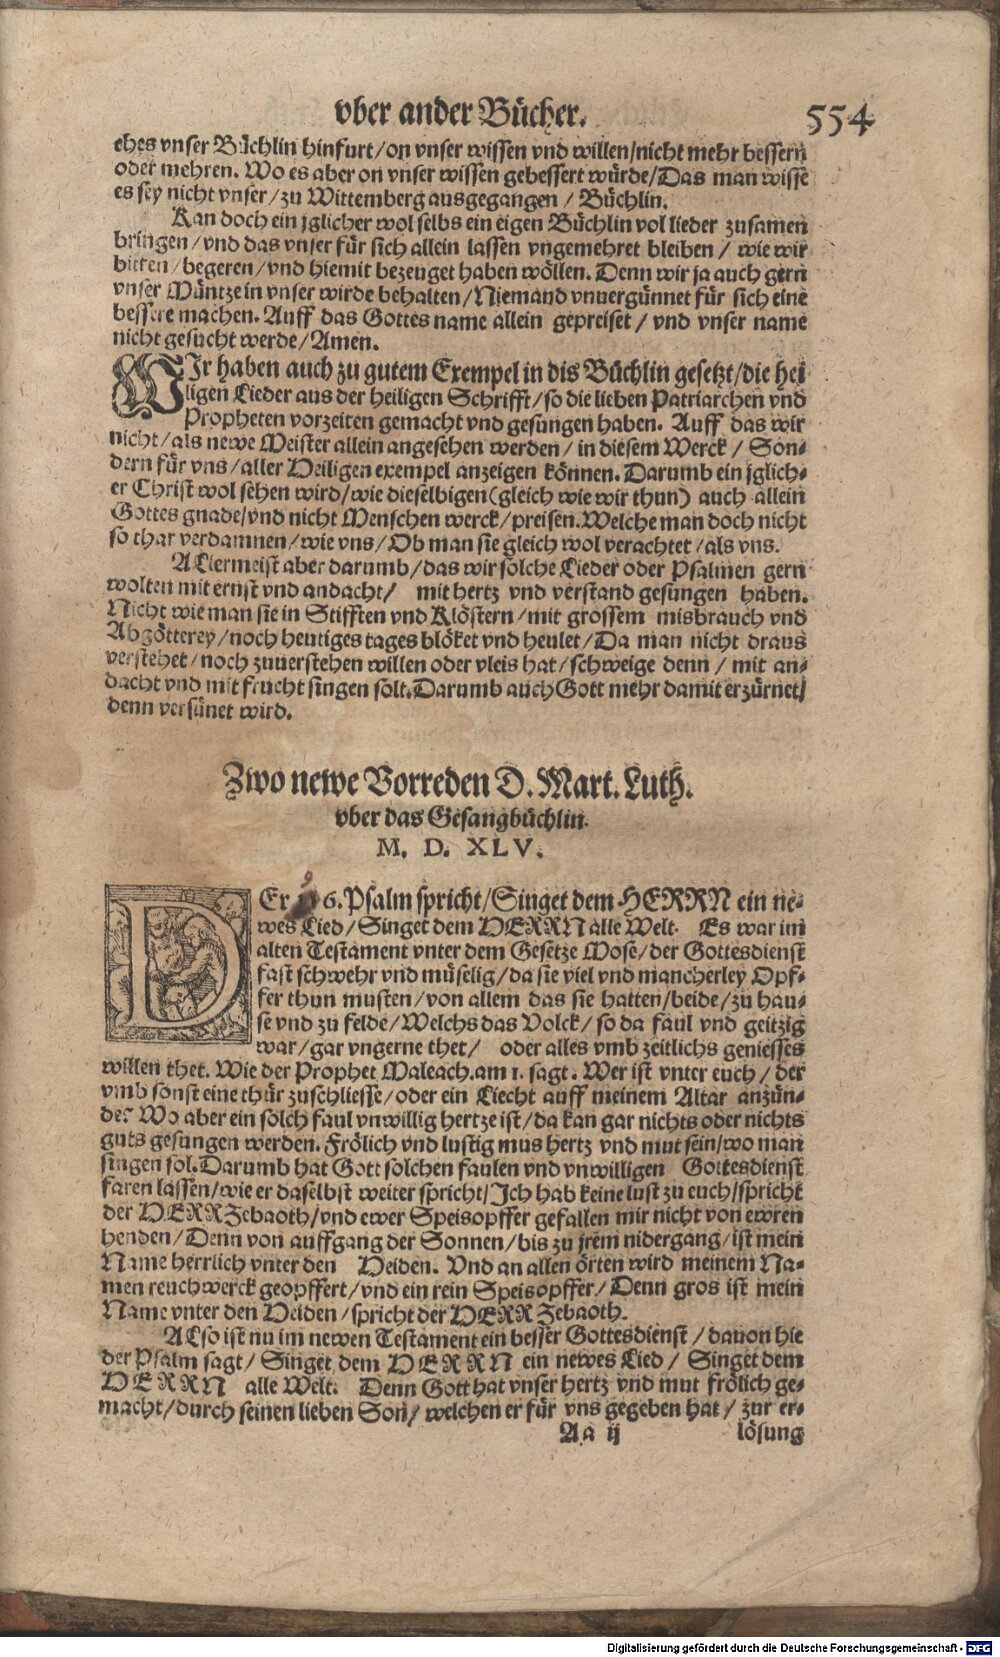 vber ander Bücher. 554
ches vnser Büchlin hinfurt/on vnser wissen vnd willen/nicht mehr bessern
oder mehren. Wo es aber on vnser wissen gebessert würde/Das man wisse
es sey nicht vnser/zu Wittemberg ausgegangen/Büchlin.
Kan doch ein jglicher wol selbs ein eigen Büchlin vol lieder zusamen
bringen/vnd das vnser für sich allein lassen vngemehret bleiben/wie wir
bitten/begeren/vnd hiemit bezeuget haben wöllen. Denn wir ja auch gern
vnser Müntze in vnser wirde behalten/Niemand vnuergünnet für sich eine
bessere machen. Auff das Gottes name allein gepreiset/vnd vnser name
nicht gesucht werde/Amen.
WIr haben auch zu gutem Exempel in dis Büchlin gesetzt/die hei
ligen Lieder aus der heiligen Schrifft/so die lieben Patriarchen vnd
Propheten vorzeiten gemacht vnd gesungen haben. Auff das wir
nicht/als newe Meister allein angesehen werden/in diesem Werck/Son-
dern für vns/aller Heiligen exempel anzeigen können. Darumb ein jglich-
er Christ wol sehen wird/wie dieselbigen (gleich wie wir thun) auch allein
Gottes gnade/vnd nicht Menschen werck/preisen. Welche man doch nicht
so thar verdamnen/wie vns/Ob man sie gleich wol verachtet/als vns.
ALlermeist aber darumb/das wir solche Lieder oder Psalmen gern
wolten mit ernst vnd andacht/mit hertz vnd verstand gesungen haben.
Nicht wie man sie in Stifften vnd Klöstern/mit grossem misbrauch vnd
Abgötterey/noch heutiges tages blöket vnd heulet/Da man nicht draus
verstehet/noch zuuerstehen willen oder vleis hat/schweige denn/mit an-
dacht vnd mit frucht singen solt. Darumb auch Gott mehr damit erzürnet/
denn versünet wird.
Zwo newe Vorreden D. Mart. Luth.
vber das Gesangbüchlin.
M. D. XLV.
DEr 96. Psalm spricht/Singet dem HERRN ein ne-
wes Lied/Singet dem HERRN alle Welt. Es war im
alten Testament vnter dem Gesetze Mose/der Gottesdienst
fast schwehr vnd müselig/da sie viel vnd mancherley Opf-
fer thun musten/von allem das sie hatten/beide/zu hau-
se vnd zu felde/Welchs das Volck/so da faul vnd geitzig
war/gar vngerne thet/oder alles vmb zeitlichs geniesses
willen thet. Wie der Prophet Maleach. am 1. sagt. Wer ist vnter euch/der
vmb sonst eine thür zuschliesse/oder ein Liecht auff meinem Altar anzün-
de? Wo aber ein solch faul vnwillig hertze ist/da kan gar nichts oder nichts
guts gesungen werden. Frölich vnd lustig mus hertz vnd mut sein/wo man
singen sol. Darumb hat Gott solchen faulen vnd vnwilligen Gottesdienst
faren lassen/wie er daselbst weiter spricht/Ich hab keine lust zu euch/spricht
der HERR Zebaoth/vnd ewer Speisopffer gefallen mir nicht von ewren
henden/Denn von auffgang der Sonnen/bis zu jrem nidergang/ist mein
Name herrlich vnter den Heiden. Vnd an allen örten wird meinem Na-
men reuchwerck geopffert/vnd ein rein Speisopffer/Denn gros ist mein
Name vnter den Heiden/spricht der HERR Zebaoth.
ALso ist nu im newen Testament ein besser Gottesdienst/dauon hie
der Psalm sagt/Singet dem HERRN ein newes Lied/Singet dem
HERRN alle Welt. Denn Gott hat vnser hertz vnd mut frölich ge-
macht/durch seinen lieben Son/welchen er für vns gegeben hat/zur er-
Aa ij lösung
Digitalisierung gefördert durch die Deutsche Forschungsgemeinschaft - DFG